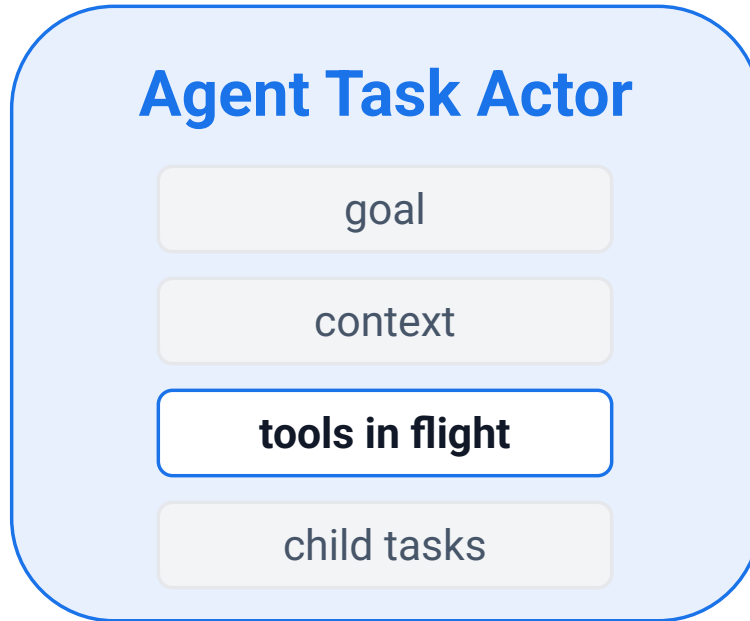 Agent Task Actor
goal
context
tools in flight
child tasks